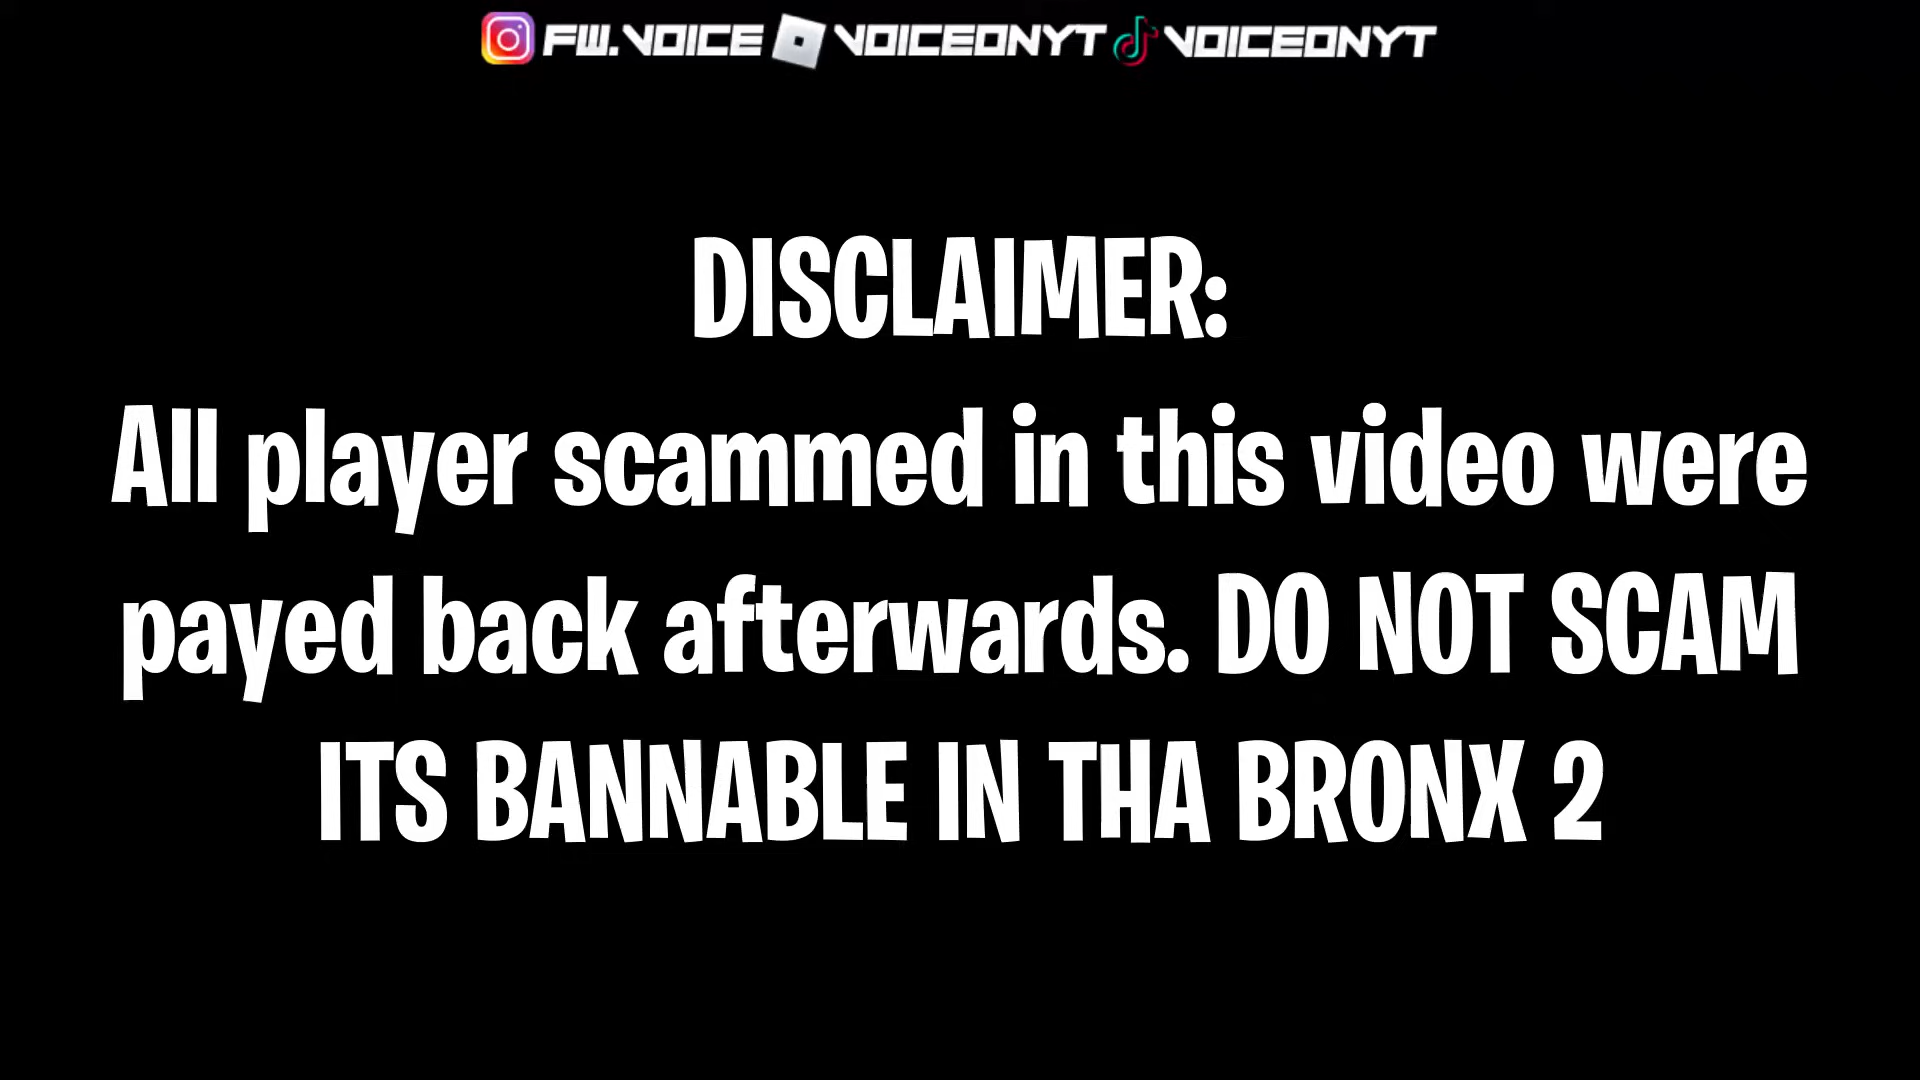 FW.VOICE VOICEONYT VOICEONYT
DISCLAIMER:
All player scammed in this video were
payed back afterwards. DO NOT SCAM
ITS BANNABLE IN THA BRONX 2